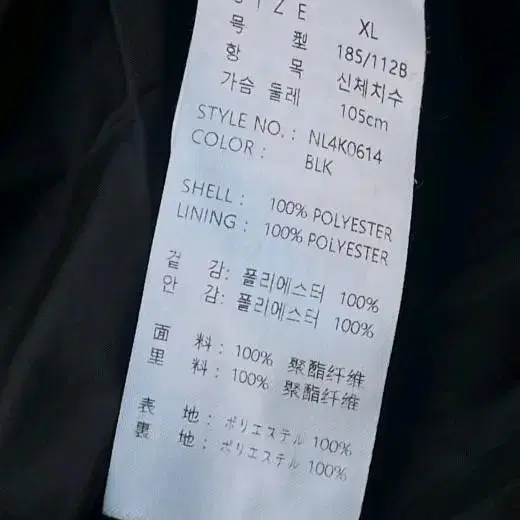 SIZE XL
호 型 185/112B
항 목 신체치수
가슴 둘레 105cm
STYLE NO.: NL4K0614
COLOR : BLK
SHELL : 100% POLYESTER
LINING : 100% POLYESTER
겉 감: 폴리에스터 100%
안 감: 폴리에스터 100%
面 料 : 100% 聚酯纤维
里 料 : 100% 聚酯纤维
表 地 : ポリエステル 100%
裏 地 : ポリエステル 100%